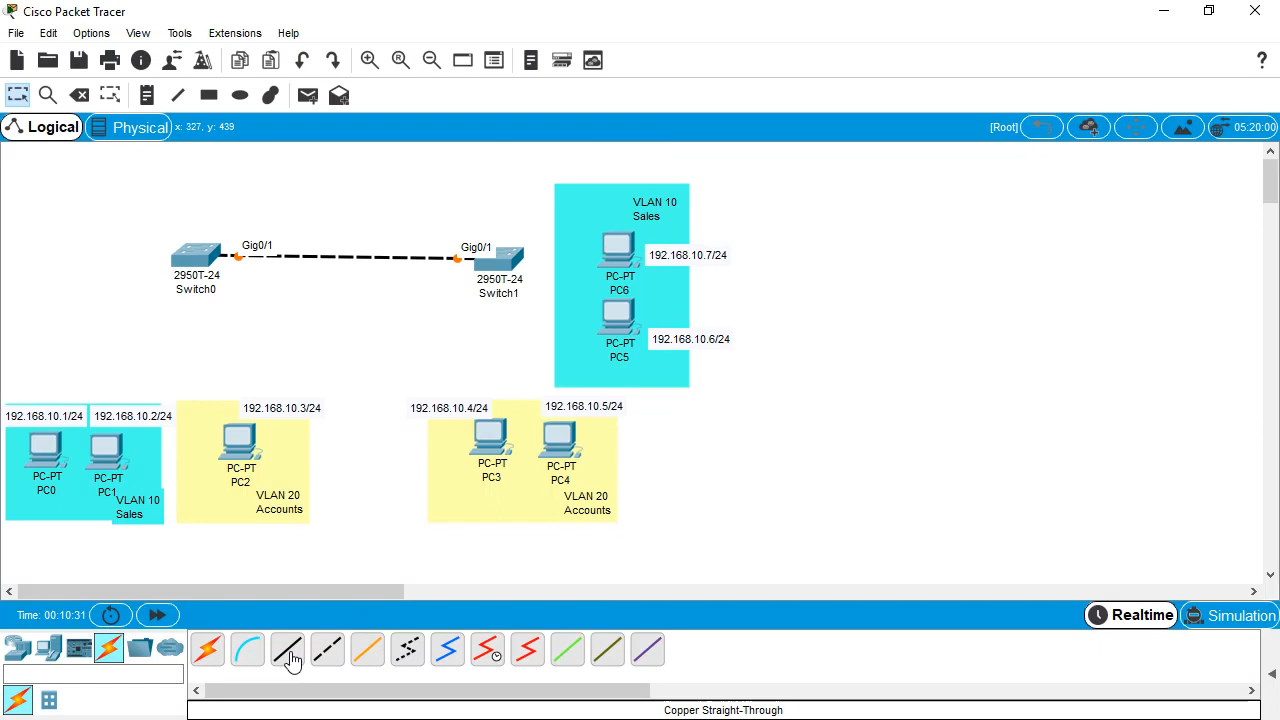 Cisco Packet Tracer
File Edit Options View Tools Extensions Help
Logical Physical x: 327, y: 439 [Root] 05:20:00
VLAN 10
Sales
Gig0/1
Gig0/1
192.168.10.7/24
2950T-24
Switch0
2950T-24
Switch1
PC-PT
PC6
192.168.10.6/24
PC-PT
PC5
192.168.10.1/24
192.168.10.2/24
192.168.10.3/24
192.168.10.4/24
192.168.10.5/24
PC-PT
PC0
PC-PT
PC1
VLAN 10
Sales
PC-PT
PC2
VLAN 20
Accounts
PC-PT
PC3
PC-PT
PC4
VLAN 20
Accounts
Time: 00:10:31 Realtime Simulation
Copper Straight-Through